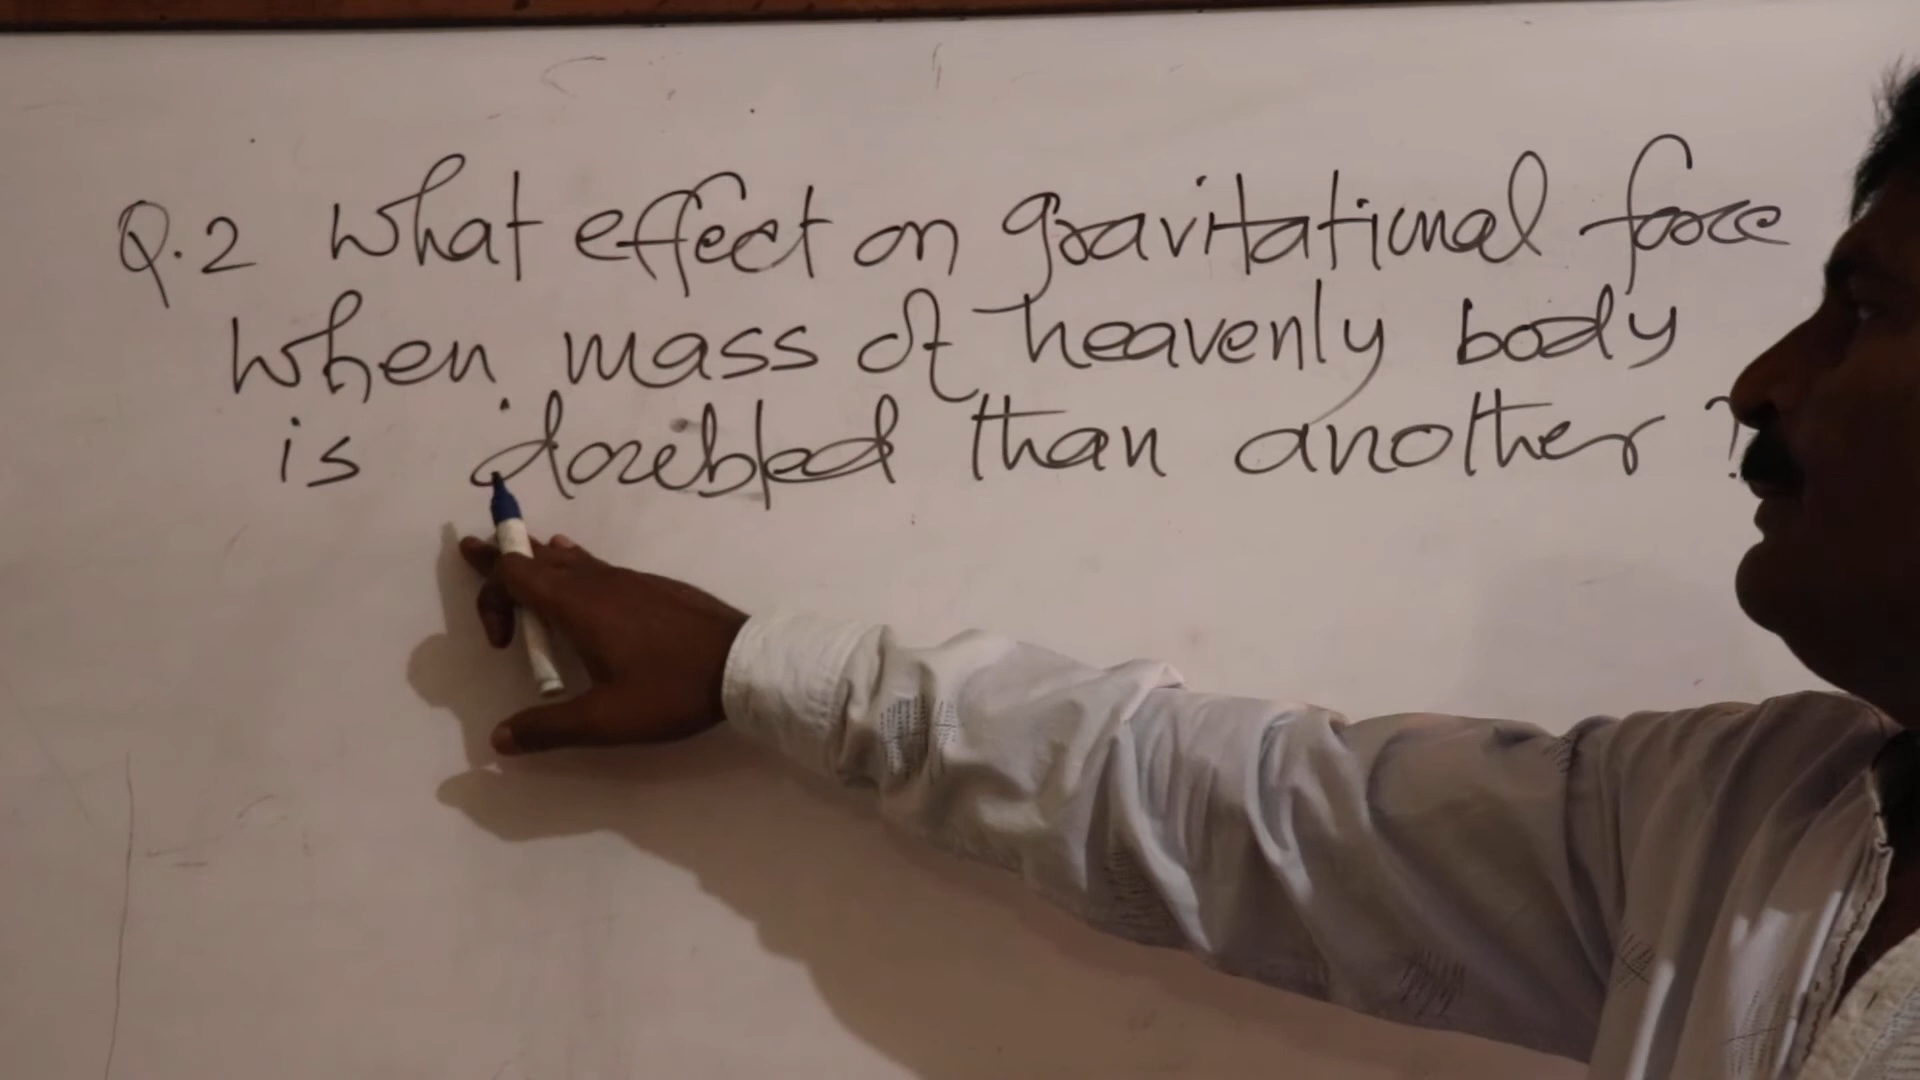 Q.2 What effect on gravitational force
when mass of heavenly body
is doubled than another ?